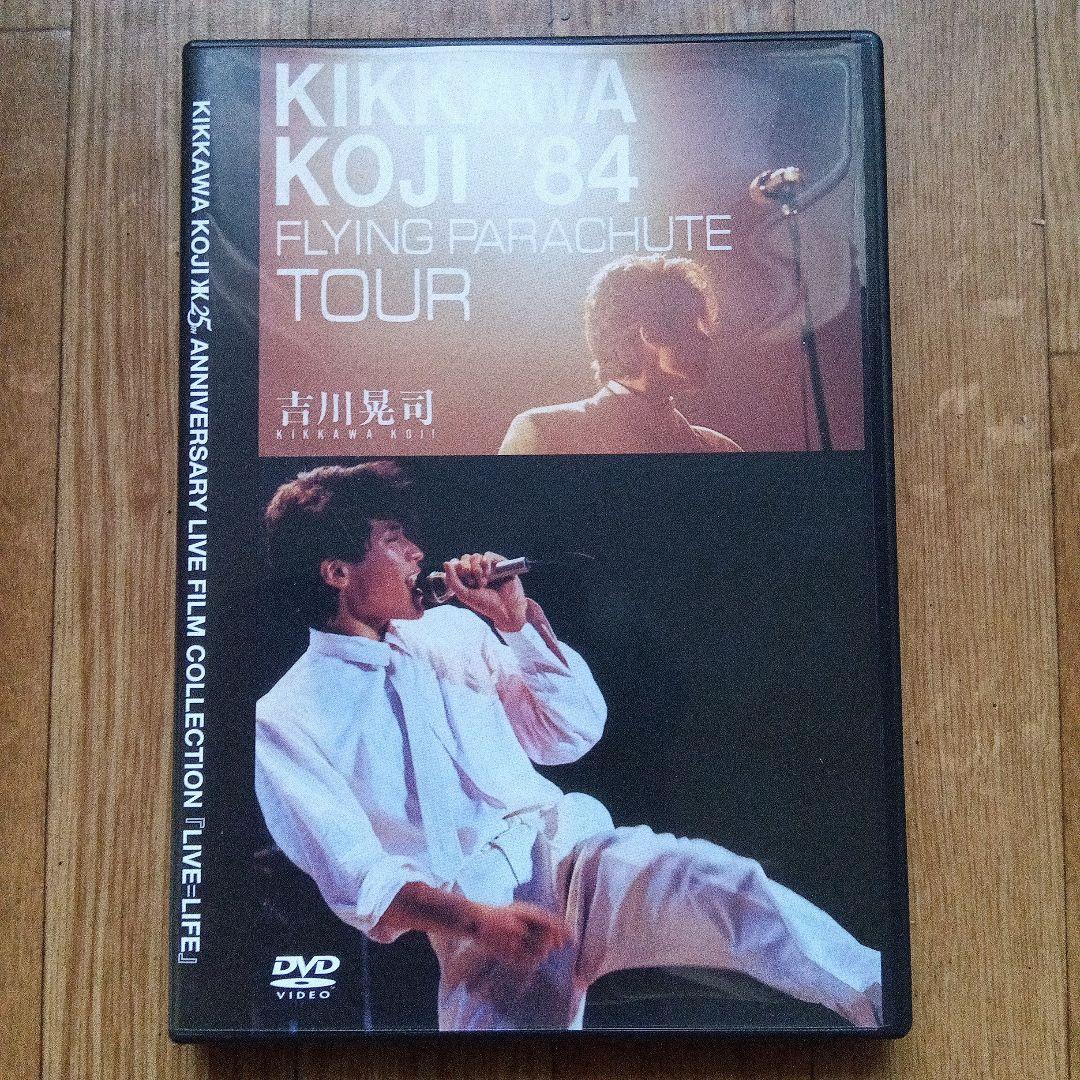 KIKKAWA
KOJI '84
FLYING PARACHUTE
TOUR
吉川晃司
KIKKAWA KOJI
KIKKAWA KOJI 25TH ANNIVERSARY LIVE FILM COLLECTION 『LIVE=LIFE』
DVD
VIDEO